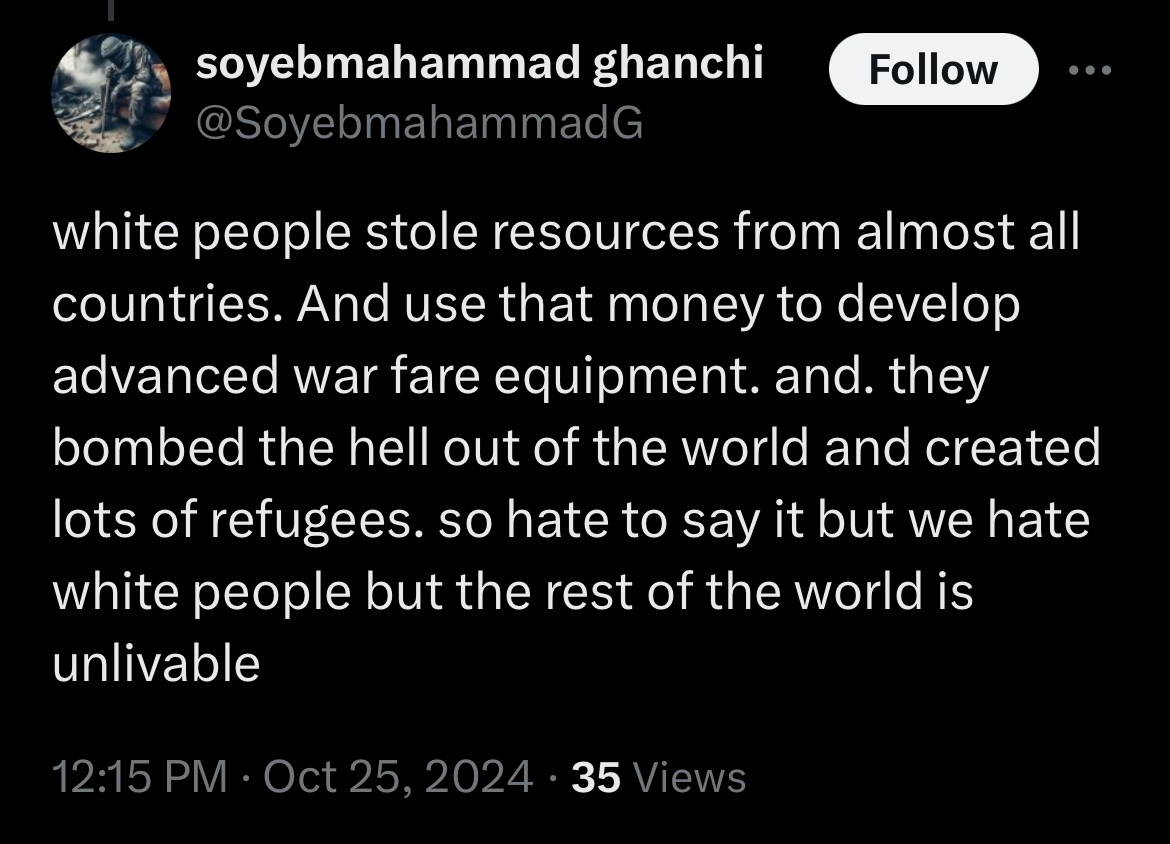 soyebmahammad ghanchi
Follow
@SoyebmahammadG
white people stole resources from almost all
countries. And use that money to develop
advanced war fare equipment. and. they
bombed the hell out of the world and created
lots of refugees. so hate to say it but we hate
white people but the rest of the world is
unlivable
12:15 PM · Oct 25, 2024 · 35 Views